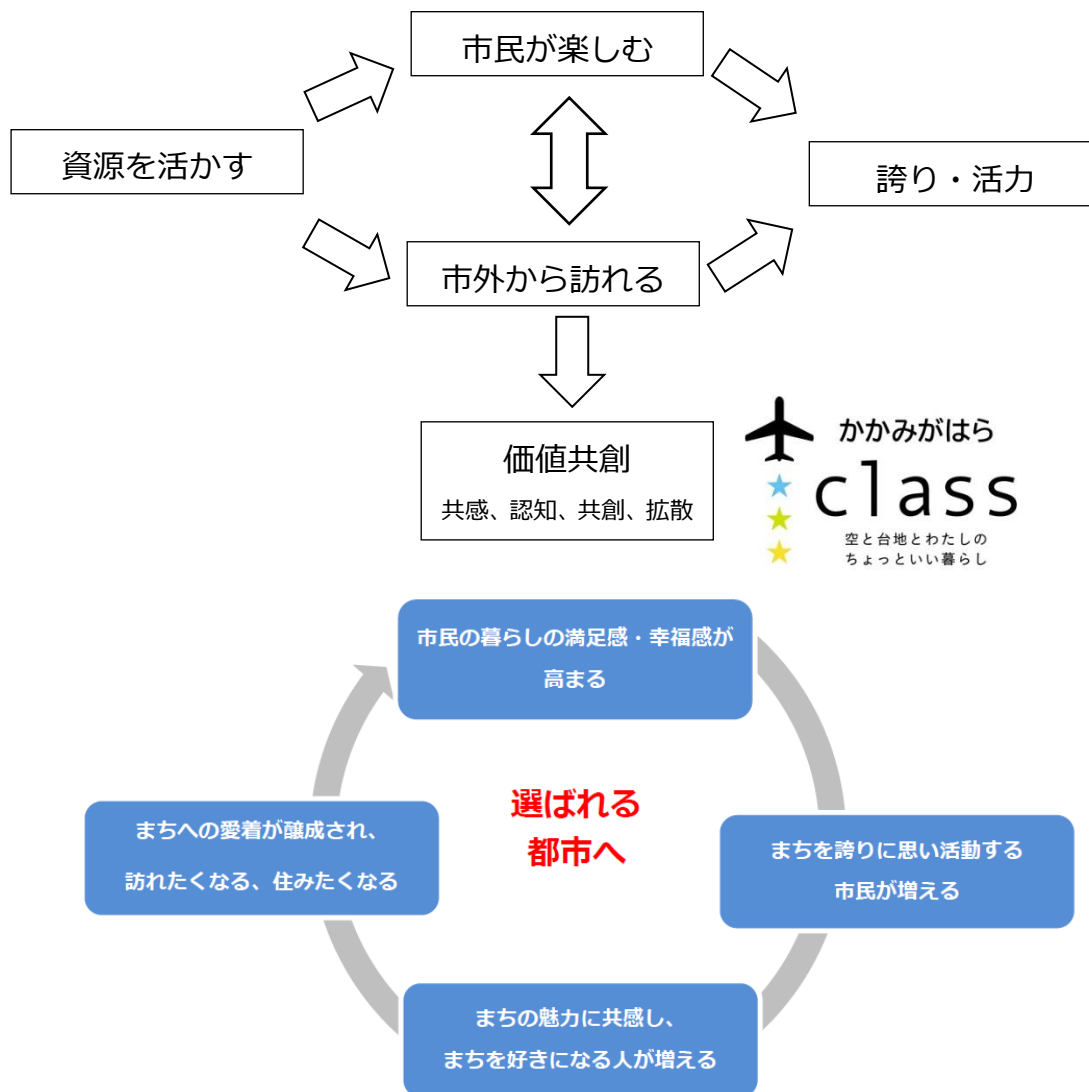 市民が楽しむ
資源を活かす
誇り・活力
市外から訪れる
価値共創
共感、認知、共創、拡散
かかみがはら
class
空と台地とわたしの
ちょっといい暮らし
市民の暮らしの満足感・幸福感が
高まる
選ばれる
都市へ
まちへの愛着が醸成され、
訪れたくなる、住みたくなる
まちを誇りに思い活動する
市民が増える
まちの魅力に共感し、
まちを好きになる人が増える